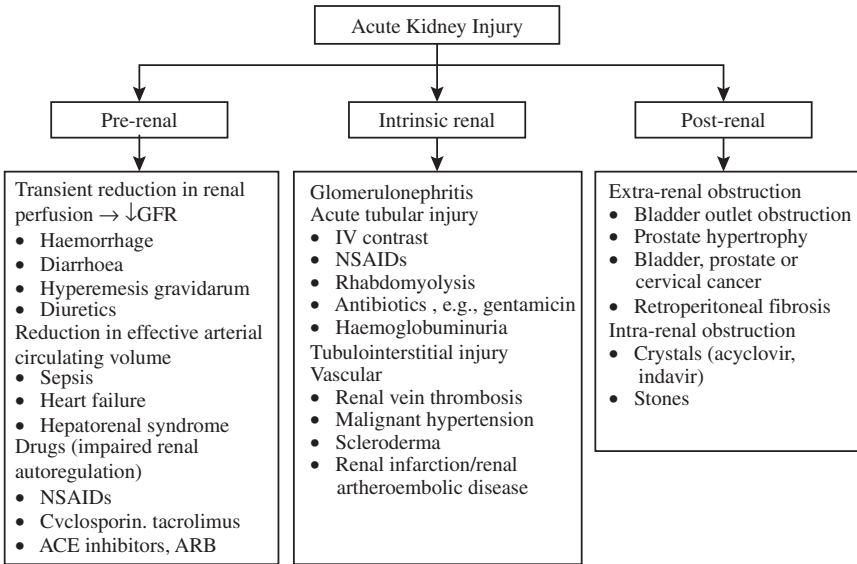 Acute Kidney Injury
Pre-renal
Intrinsic renal
Post-renal
Transient reduction in renal
perfusion → ↓GFR
• Haemorrhage
• Diarrhoea
• Hyperemesis gravidarum
• Diuretics
Reduction in effective arterial
circulating volume
• Sepsis
• Heart failure
• Hepatorenal syndrome
Drugs (impaired renal
autoregulation)
• NSAIDs
• Cvclosporin. tacrolimus
• ACE inhibitors, ARB
Glomerulonephritis
Acute tubular injury
• IV contrast
• NSAIDs
• Rhabdomyolysis
• Antibiotics , e.g., gentamicin
• Haemoglobuminuria
Tubulointerstitial injury
Vascular
• Renal vein thrombosis
• Malignant hypertension
• Scleroderma
• Renal infarction/renal
artheroembolic disease
Extra-renal obstruction
• Bladder outlet obstruction
• Prostate hypertrophy
• Bladder, prostate or
cervical cancer
• Retroperitoneal fibrosis
Intra-renal obstruction
• Crystals (acyclovir,
indavir)
• Stones